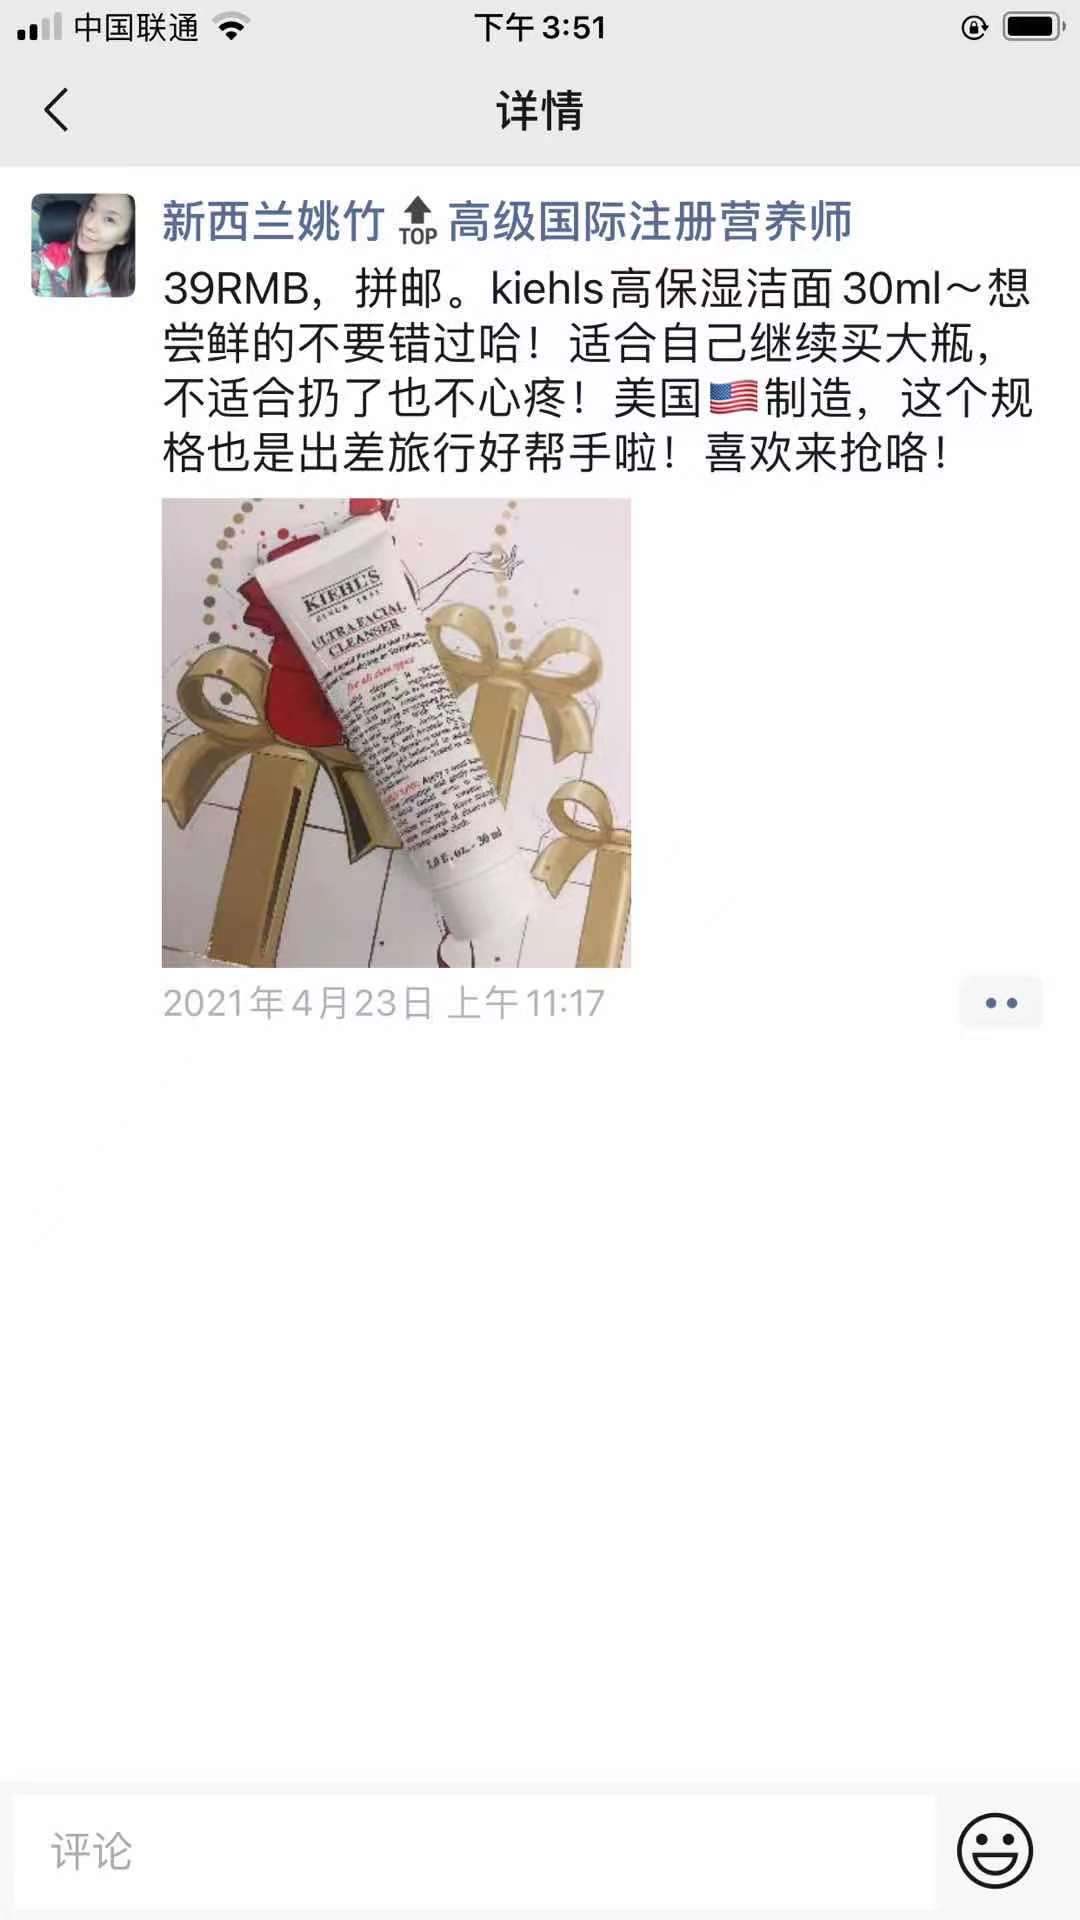 中国联通
下午3:51
详情
新西兰姚竹 TOP 高级国际注册营养师
39RMB，拼邮。kiehls高保湿洁面30ml～想
尝鲜的不要错过哈！适合自己继续买大瓶，
不适合扔了也不心疼！美国🇺🇸制造，这个规
格也是出差旅行好帮手啦！喜欢来抢咯！
KIEHL'S
SINCE 1851
ULTRA FACIAL
CLEANSER
for all skin types
1.0 fl. oz. - 30 ml
2021年4月23日 上午11:17
评论